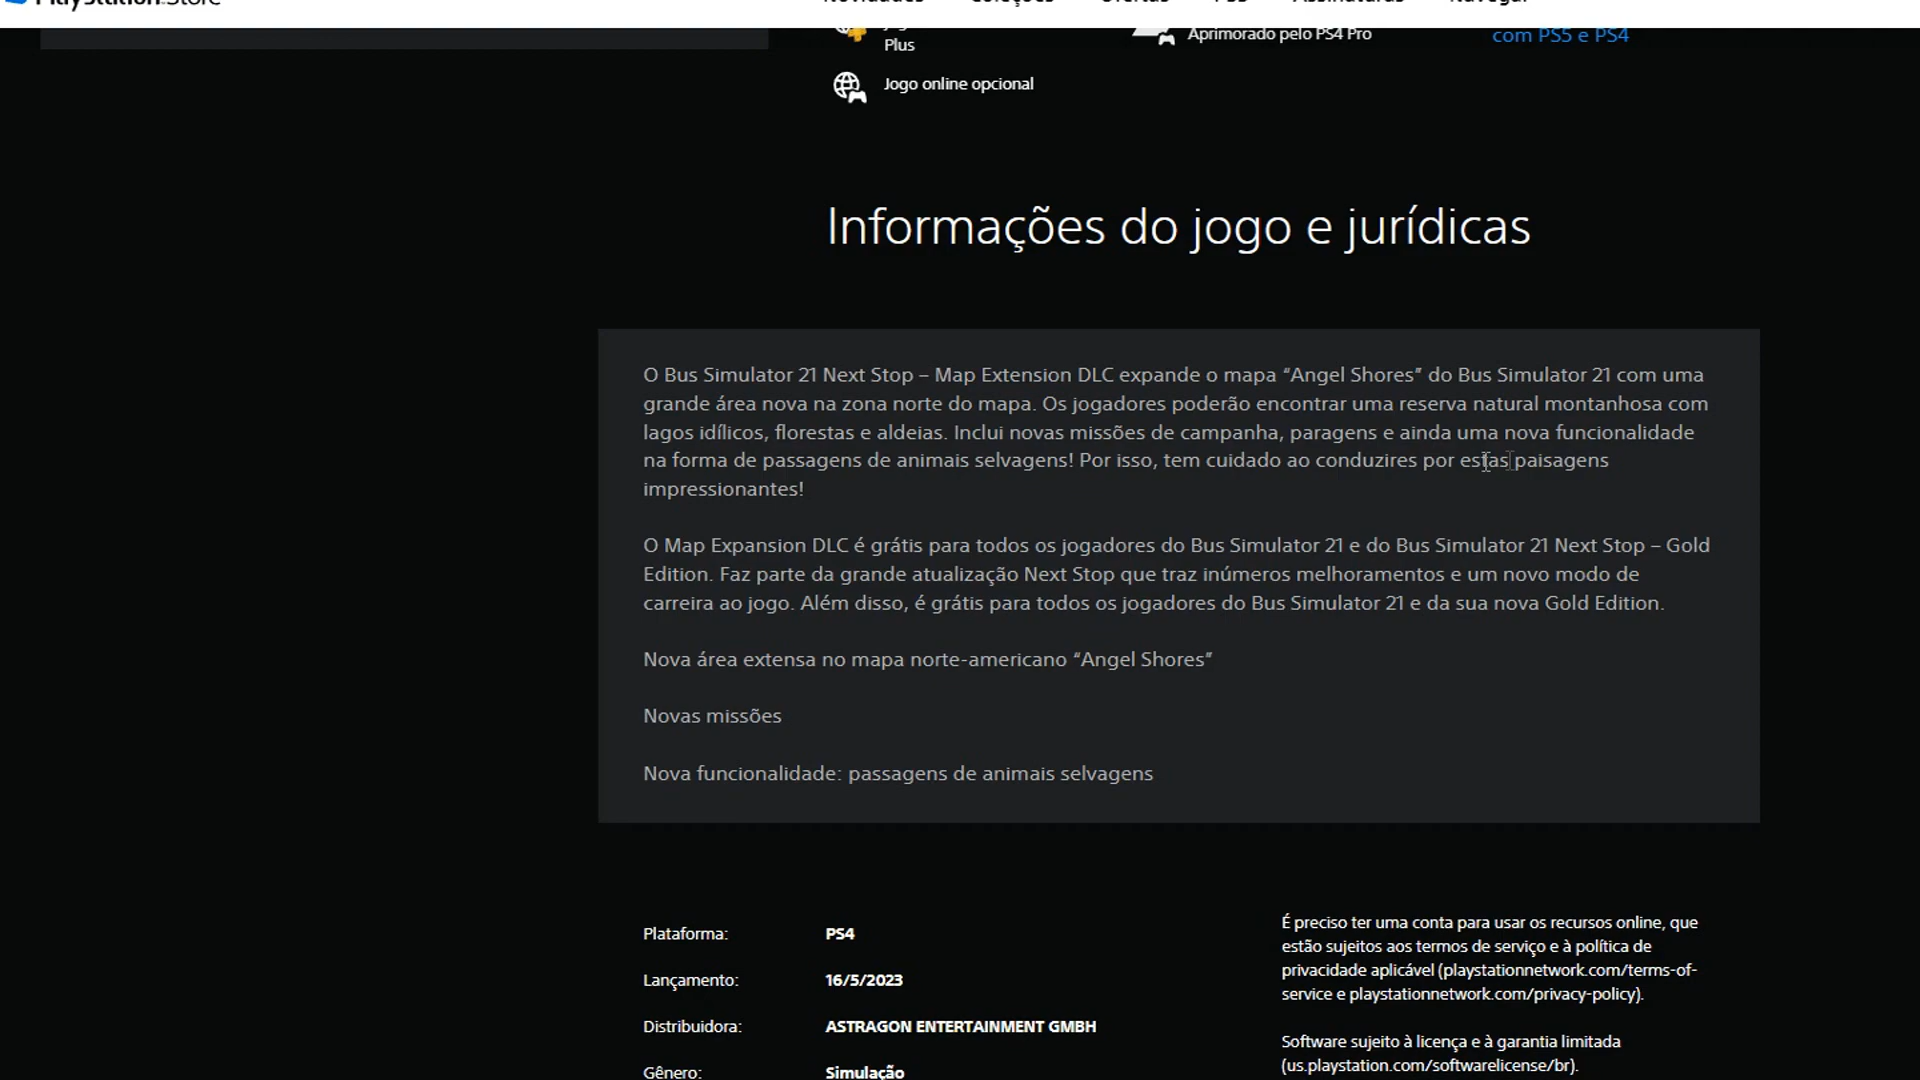 PlayStation Store
Novidades Coleções Ofertas PS5 Assinaturas Navegar
Plus
Aprimorado pelo PS4 Pro
com PS5 e PS4
Jogo online opcional
Informações do jogo e jurídicas
O Bus Simulator 21 Next Stop – Map Extension DLC expande o mapa “Angel Shores” do Bus Simulator 21 com uma
grande área nova na zona norte do mapa. Os jogadores poderão encontrar uma reserva natural montanhosa com
lagos idílicos, florestas e aldeias. Inclui novas missões de campanha, paragens e ainda uma nova funcionalidade
na forma de passagens de animais selvagens! Por isso, tem cuidado ao conduzires por estas paisagens
impressionantes!
O Map Expansion DLC é grátis para todos os jogadores do Bus Simulator 21 e do Bus Simulator 21 Next Stop – Gold
Edition. Faz parte da grande atualização Next Stop que traz inúmeros melhoramentos e um novo modo de
carreira ao jogo. Além disso, é grátis para todos os jogadores do Bus Simulator 21 e da sua nova Gold Edition.
Nova área extensa no mapa norte-americano “Angel Shores”
Novas missões
Nova funcionalidade: passagens de animais selvagens
Plataforma: PS4
Lançamento: 16/5/2023
Distribuidora: ASTRAGON ENTERTAINMENT GMBH
Gênero: Simulação
É preciso ter uma conta para usar os recursos online, que
estão sujeitos aos termos de serviço e à política de
privacidade aplicável (playstationnetwork.com/terms-of-
service e playstationnetwork.com/privacy-policy).
Software sujeito à licença e à garantia limitada
(us.playstation.com/softwarelicense/br).